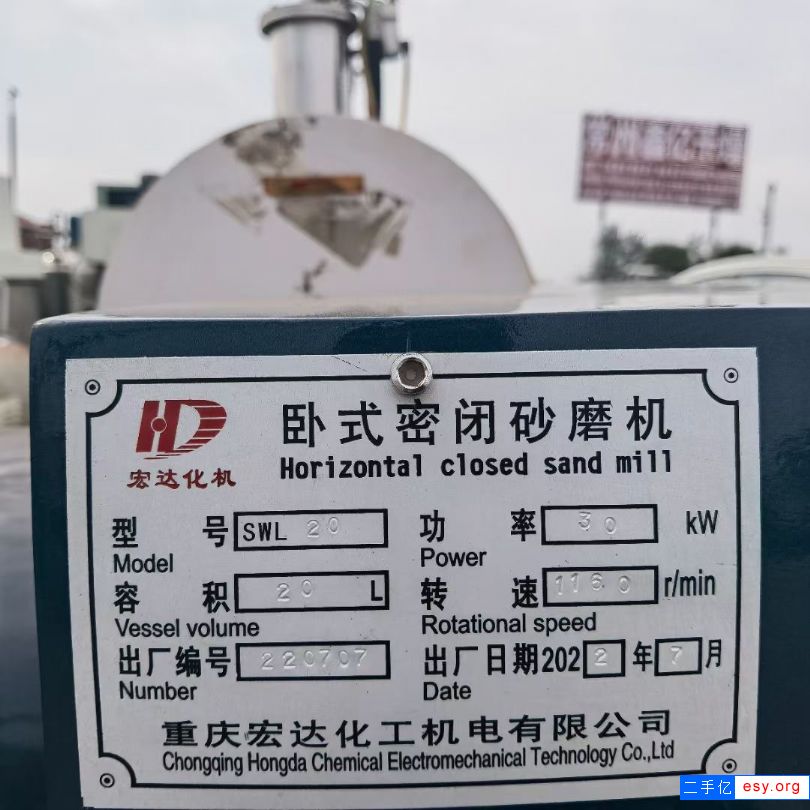 HD
宏达化机
卧式密闭砂磨机
Horizontal closed sand mill
型 号 SWL 20
Model
功 率 30 kW
Power
容 积 20 L
Vessel volume
转 速 1160 r/min
Rotational speed
出厂编号 220707
Number
出厂日期2022年7月
Date
重庆宏达化工机电有限公司
Chongqing Hongda Chemical Electromechanical Technology Co.,Ltd
二手亿 esy.org